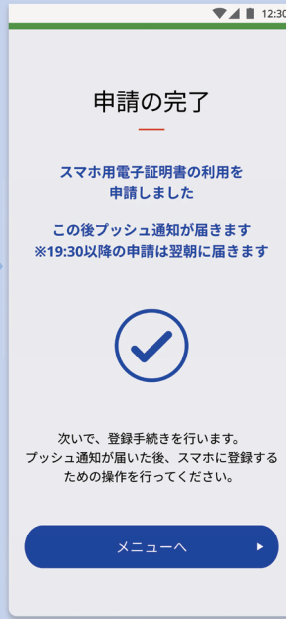 12:30
申請の完了
スマホ用電子証明書の利用を
申請しました
この後プッシュ通知が届きます
※19:30以降の申請は翌朝に届きます
次いで、登録手続きを行います。
プッシュ通知が届いた後、スマホに登録する
ための操作を行ってください。
メニューへ